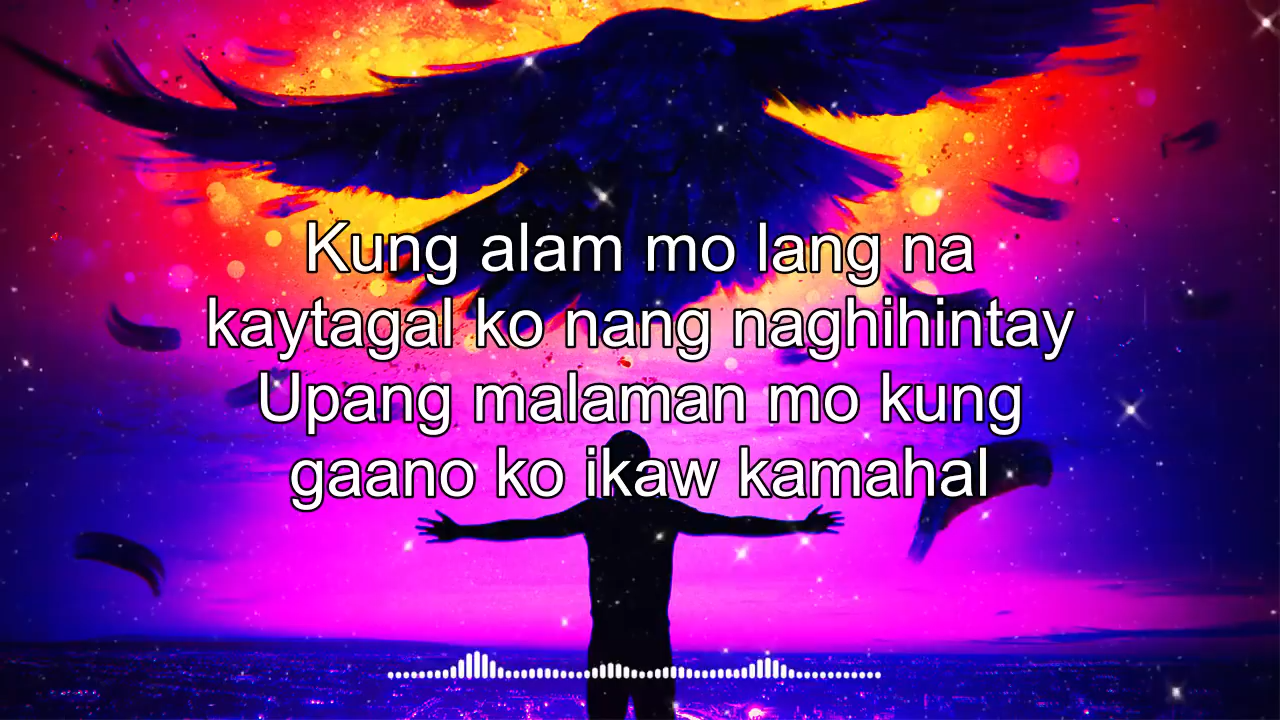 Kung alam mo lang na
kaytagal ko nang naghihintay
Upang malaman mo kung
gaano ko ikaw kamahal